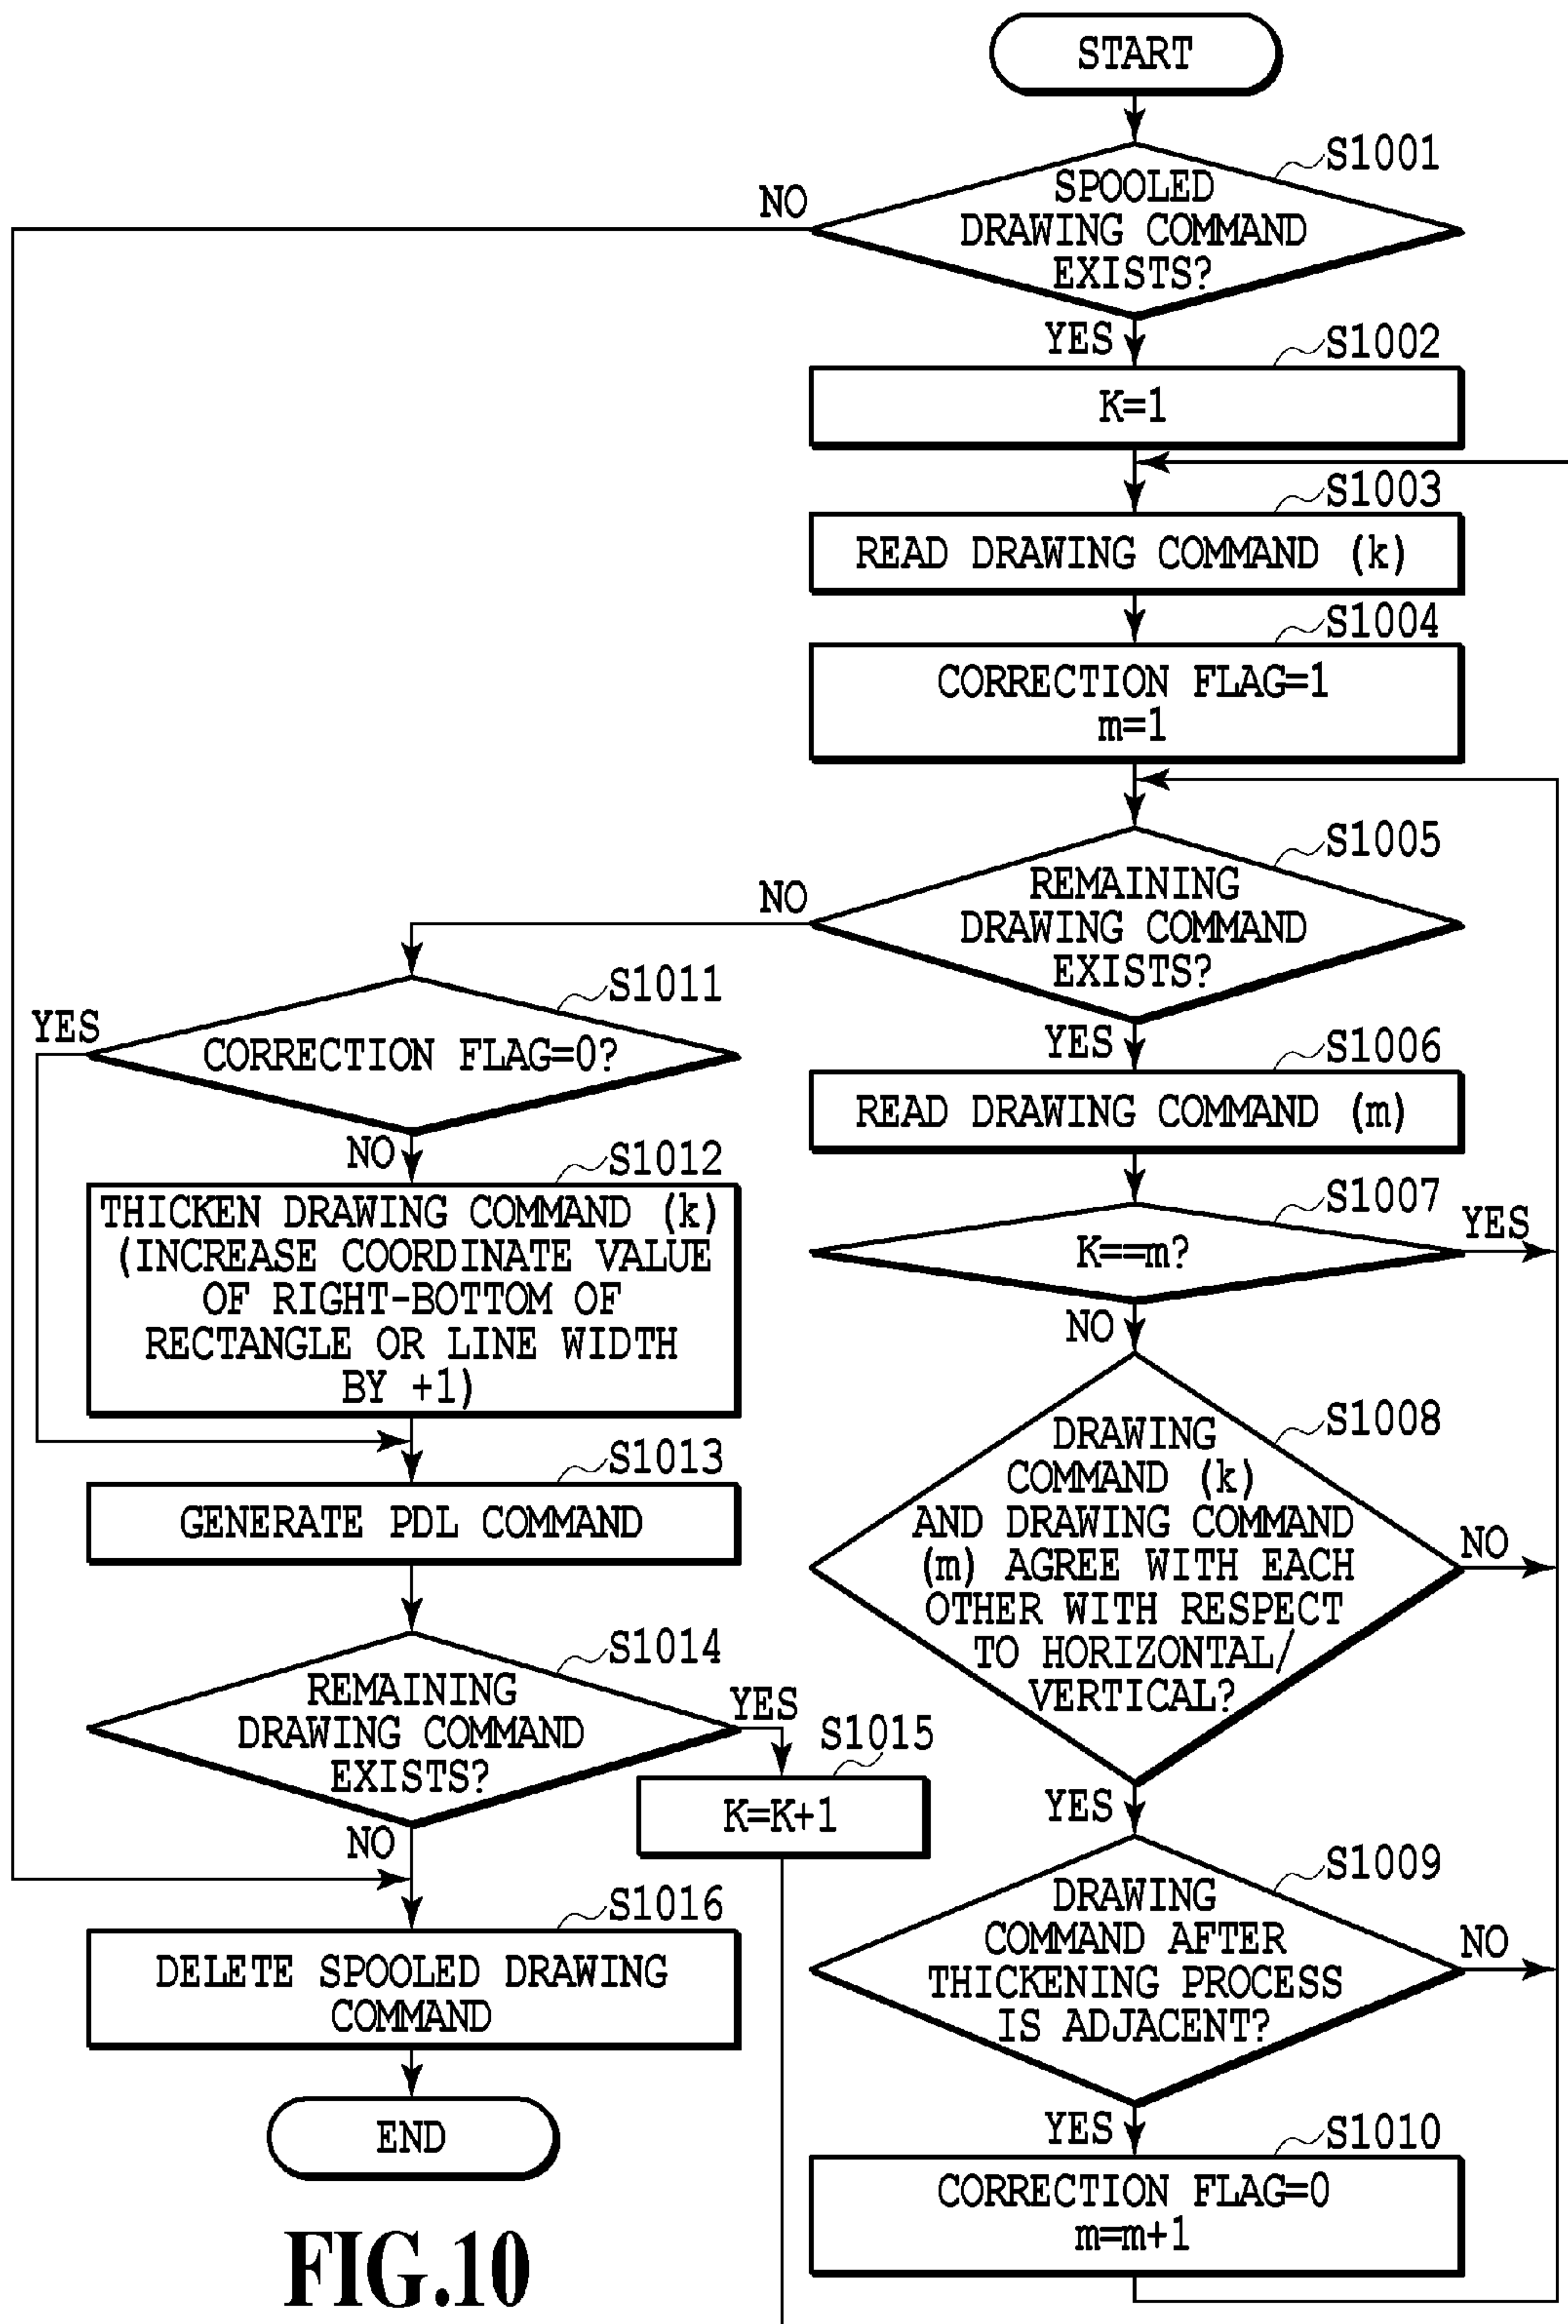 START
S1001
SPOOLED
DRAWING COMMAND
EXISTS?
NO
YES
S1002
K=1
S1003
READ DRAWING COMMAND (k)
S1004
CORRECTION FLAG=1
m=1
S1005
REMAINING
DRAWING COMMAND
EXISTS?
NO
YES
S1006
READ DRAWING COMMAND (m)
S1007
K==m?
YES
NO
S1008
DRAWING
COMMAND (k)
AND DRAWING COMMAND
(m) AGREE WITH EACH
OTHER WITH RESPECT
TO HORIZONTAL/
VERTICAL?
NO
YES
S1009
DRAWING
COMMAND AFTER
THICKENING PROCESS
IS ADJACENT?
NO
YES
S1010
CORRECTION FLAG=0
m=m+1
S1011
CORRECTION FLAG=0?
YES
NO
S1012
THICKEN DRAWING COMMAND (k)
(INCREASE COORDINATE VALUE
OF RIGHT-BOTTOM OF
RECTANGLE OR LINE WIDTH
BY +1)
S1013
GENERATE PDL COMMAND
S1014
REMAINING
DRAWING COMMAND
EXISTS?
YES
NO
S1015
K=K+1
S1016
DELETE SPOOLED DRAWING
COMMAND
END
FIG.10